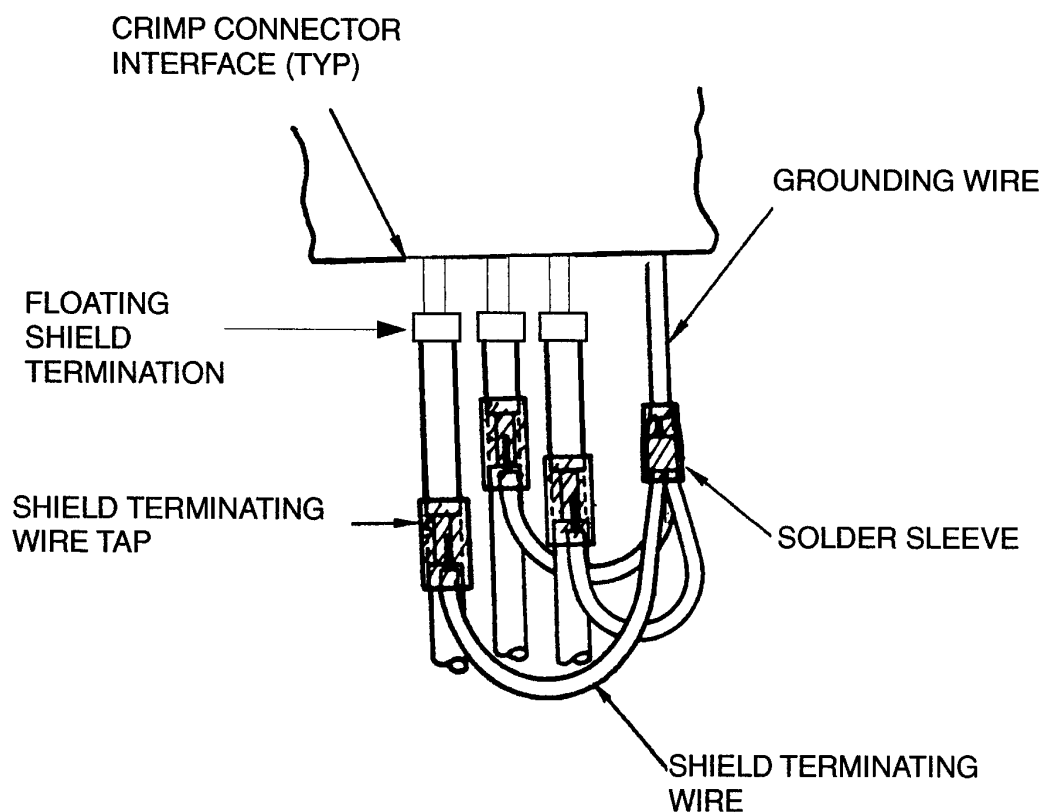 CRIMP CONNECTOR
INTERFACE (TYP)
GROUNDING WIRE
FLOATING
SHIELD
TERMINATION
SHIELD TERMINATING
WIRE TAP
SOLDER SLEEVE
SHIELD TERMINATING
WIRE